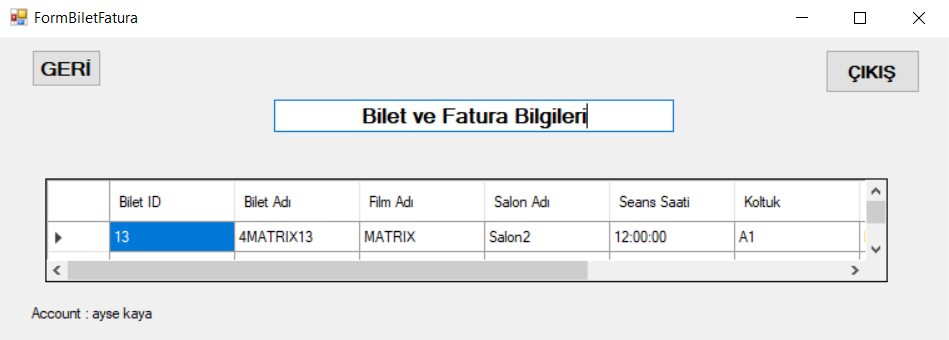 FormBiletFatura
GERİ
ÇIKIŞ
Bilet ve Fatura Bilgileri
Bilet ID Bilet Adı Film Adı Salon Adı Seans Saati Koltuk
13 4MATRIX13 MATRIX Salon2 12:00:00 A1
Account : ayse kaya